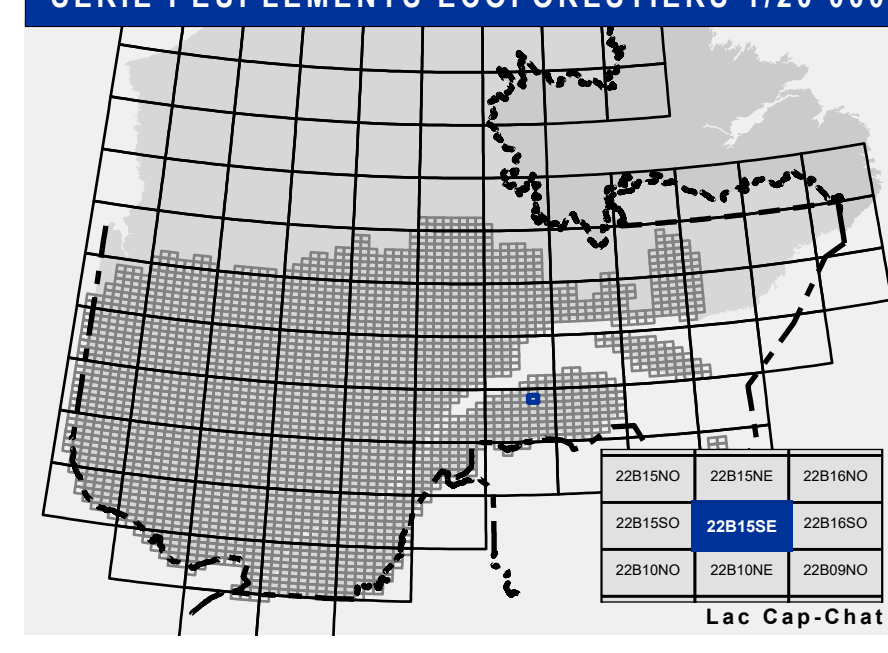 SÉRIE PEUPLEMENTS ÉCOFORESTIERS 1/20 000
22B15NO 22B15NE 22B16NO
22B15SO 22B15SE 22B16SO
22B10NO 22B10NE 22B09NO
Lac Cap-Chat